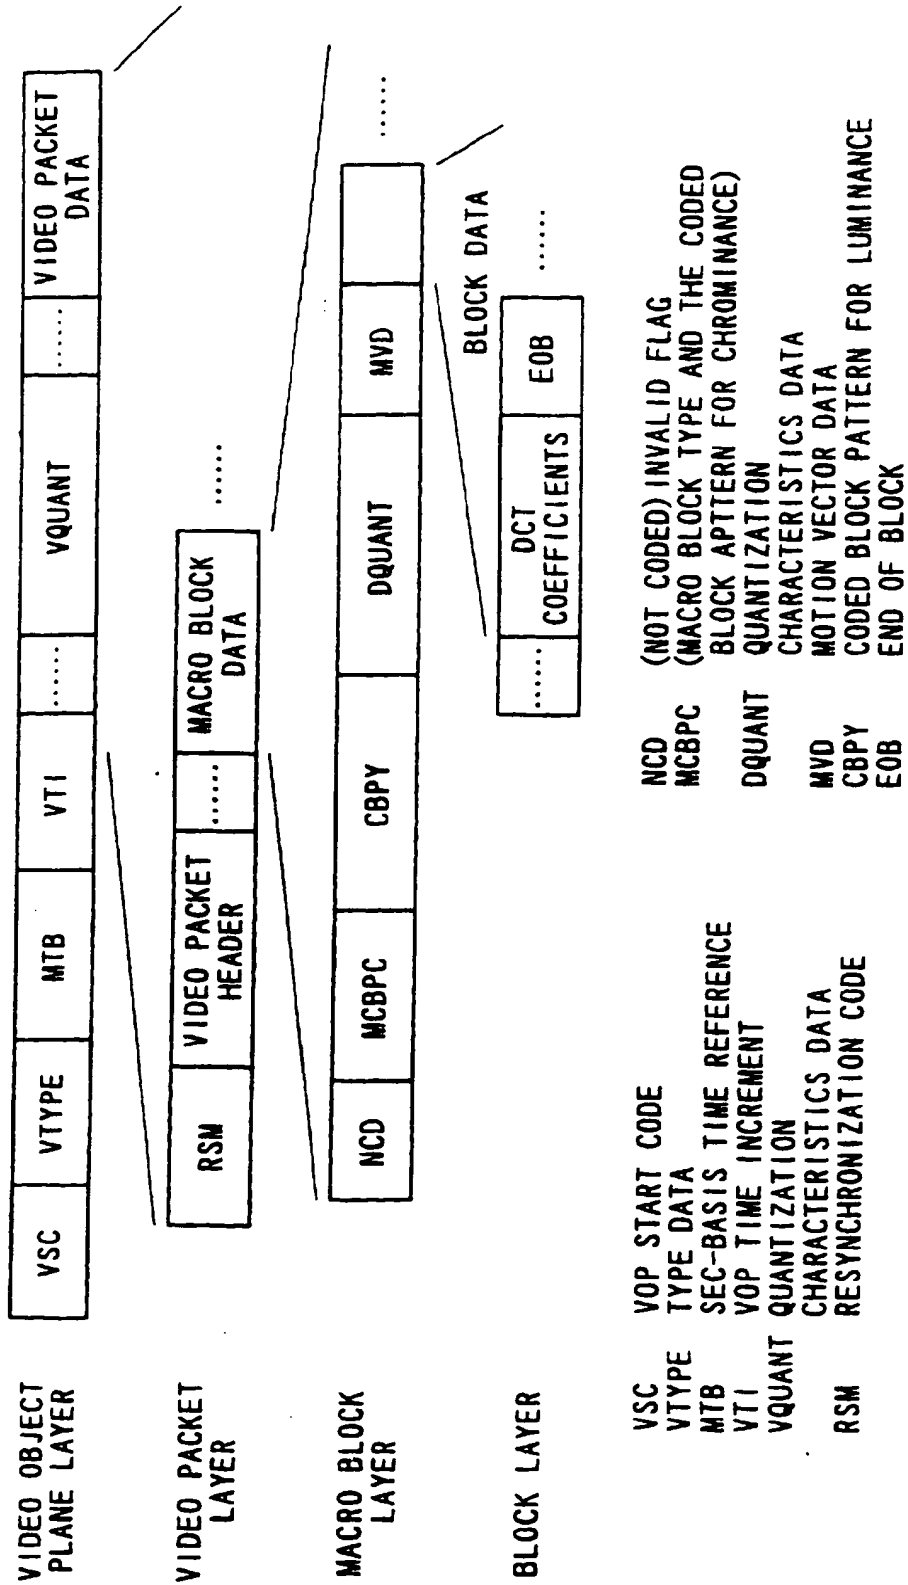 VIDEO OBJECT
PLANE LAYER
VSC VTYPE MTB VTI ...... VQUANT ...... VIDEO PACKET
DATA
VIDEO PACKET
LAYER
RSM VIDEO PACKET
HEADER ...... MACRO BLOCK
DATA ......
MACRO BLOCK
LAYER
NCD MCBPC CBPY DQUANT MVD ......
BLOCK DATA
BLOCK LAYER
...... DCT
COEFFICIENTS EOB ......
VSC VOP START CODE
VTYPE TYPE DATA
MTB SEC-BASIS TIME REFERENCE
VTI VOP TIME INCREMENT
VQUANT QUANTIZATION
CHARACTERISTICS DATA
RSM RESYNCHRONIZATION CODE
NCD (NOT CODED) INVALID FLAG
MCBPC (MACRO BLOCK TYPE AND THE CODED
BLOCK APTTERN FOR CHROMINANCE)
DQUANT QUANTIZATION
CHARACTERISTICS DATA
MVD MOTION VECTOR DATA
CBPY CODED BLOCK PATTERN FOR LUMINANCE
EOB END OF BLOCK